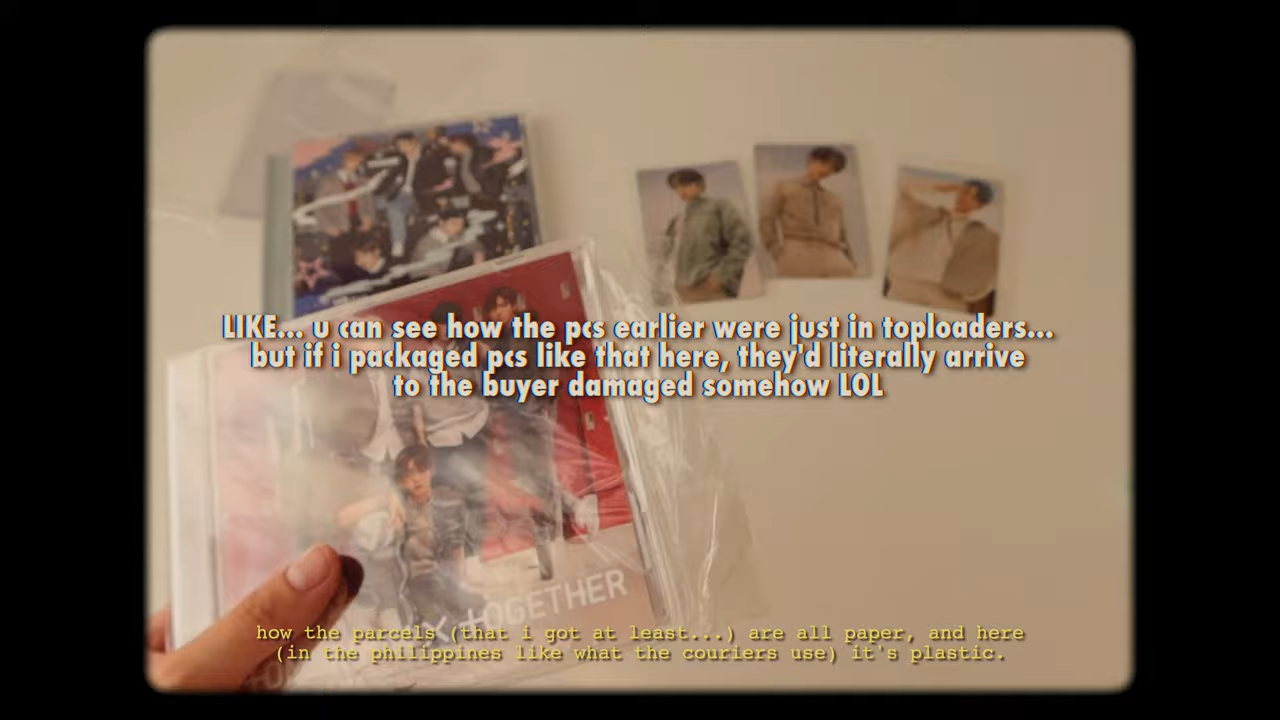 LIKE... u can see how the pcs earlier were just in toploaders...
but if i packaged pcs like that here, they'd literally arrive
to the buyer damaged somehow LOL
X TOGETHER
how the parcels (that i got at least...) are all paper, and here
(in the philippines like what the couriers use) it's plastic.